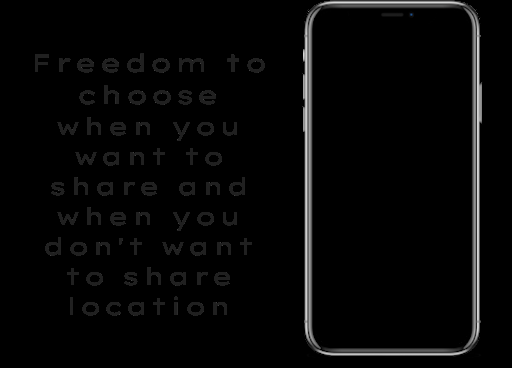 Freedom to
choose
when you
want to
share and
when you
don't want
to share
location